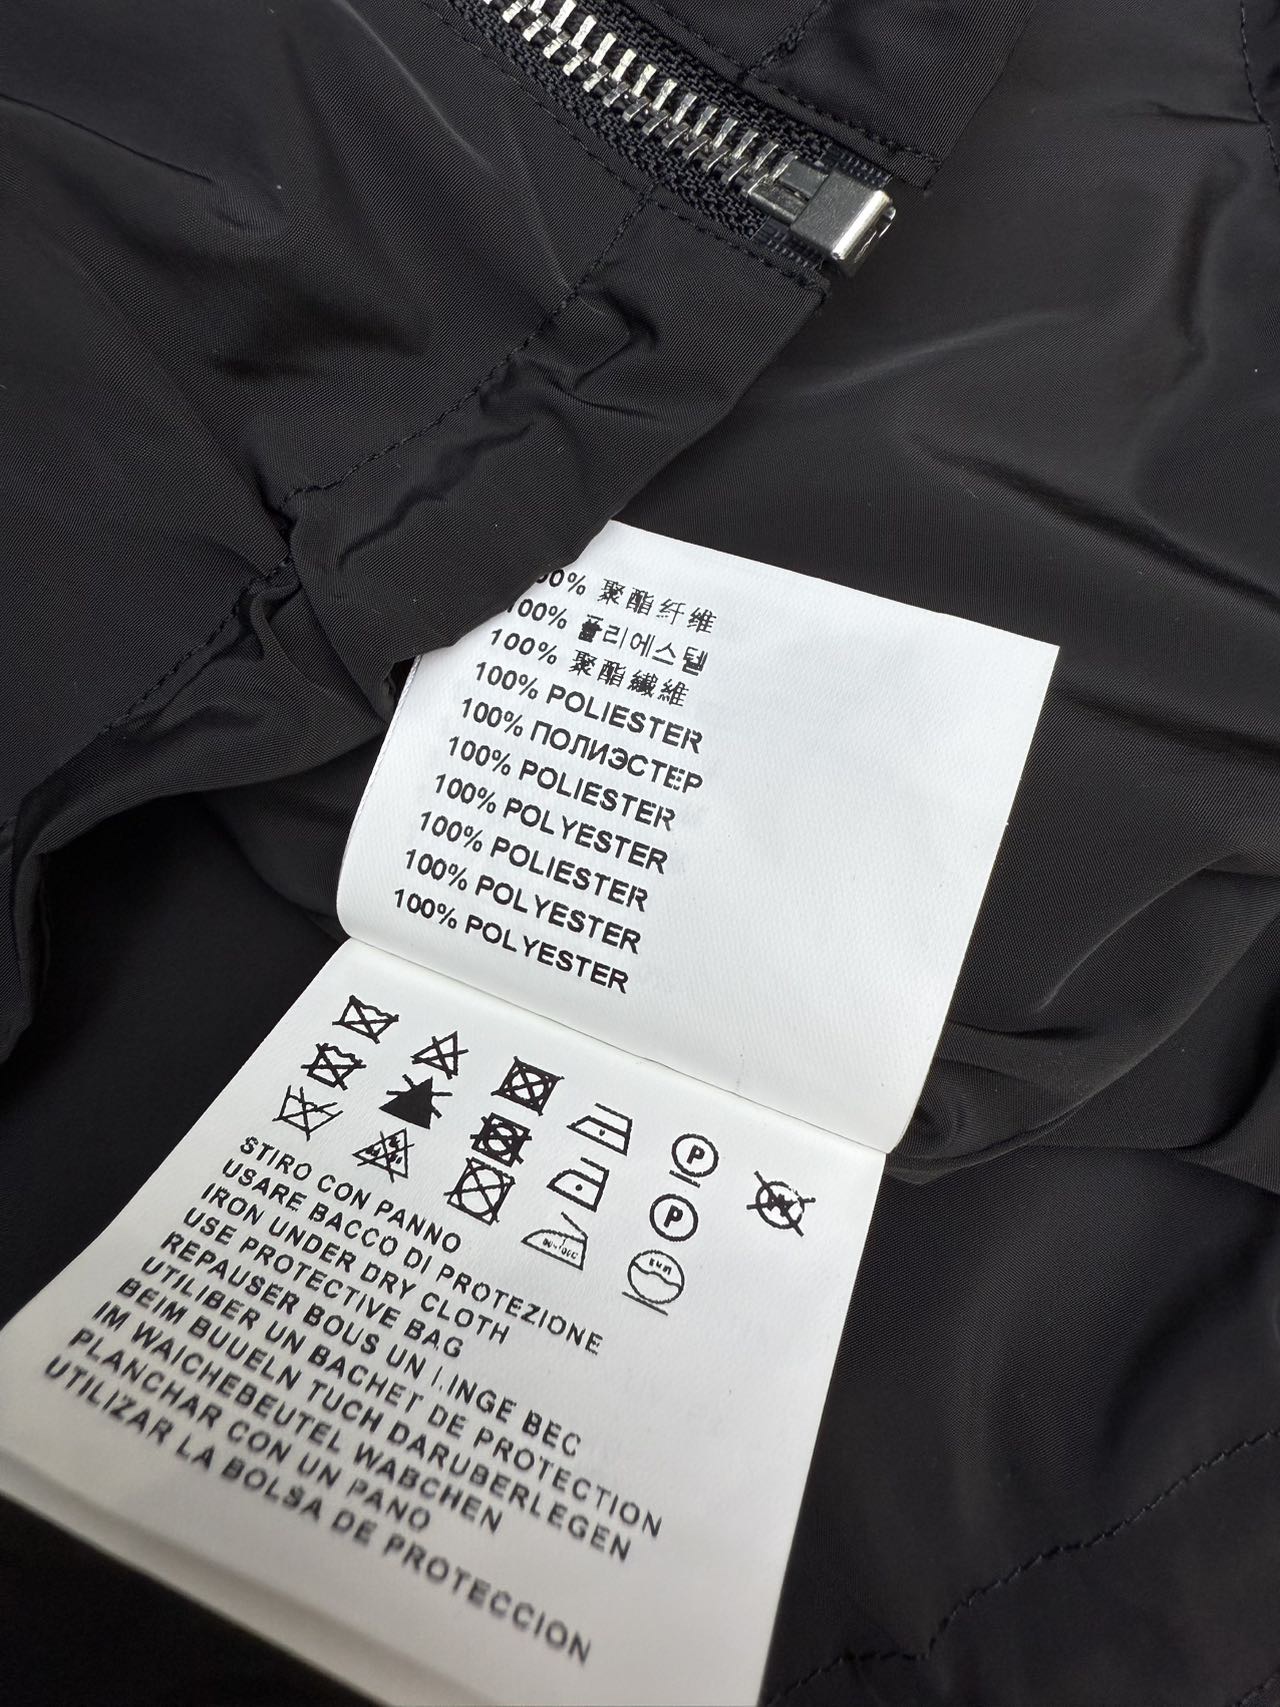 00% 聚酯纤维
100% 폴리에스텔
100% 聚酯纖維
100% POLIESTER
100% ПОЛИЭСТЕР
100% POLIESTER
100% POLYESTER
100% POLIESTER
100% POLYESTER
100% POLYESTER
P
P
STIRO CON PANNO
USARE BACCO DI PROTEZIONE
IRON UNDER DRY CLOTH
USE PROTECTIVE BAG
REPAUSER BOUS UN LINGE BEC
UTILIBER UN BACHET DE PROTECTION
BEIM BUUELN TUCH DARUBERLEGEN
IM WAICHEBEUTEL WABCHEN
PLANCHAR CON UN PANO
UTILIZAR LA BOLSA DE PROTECCION